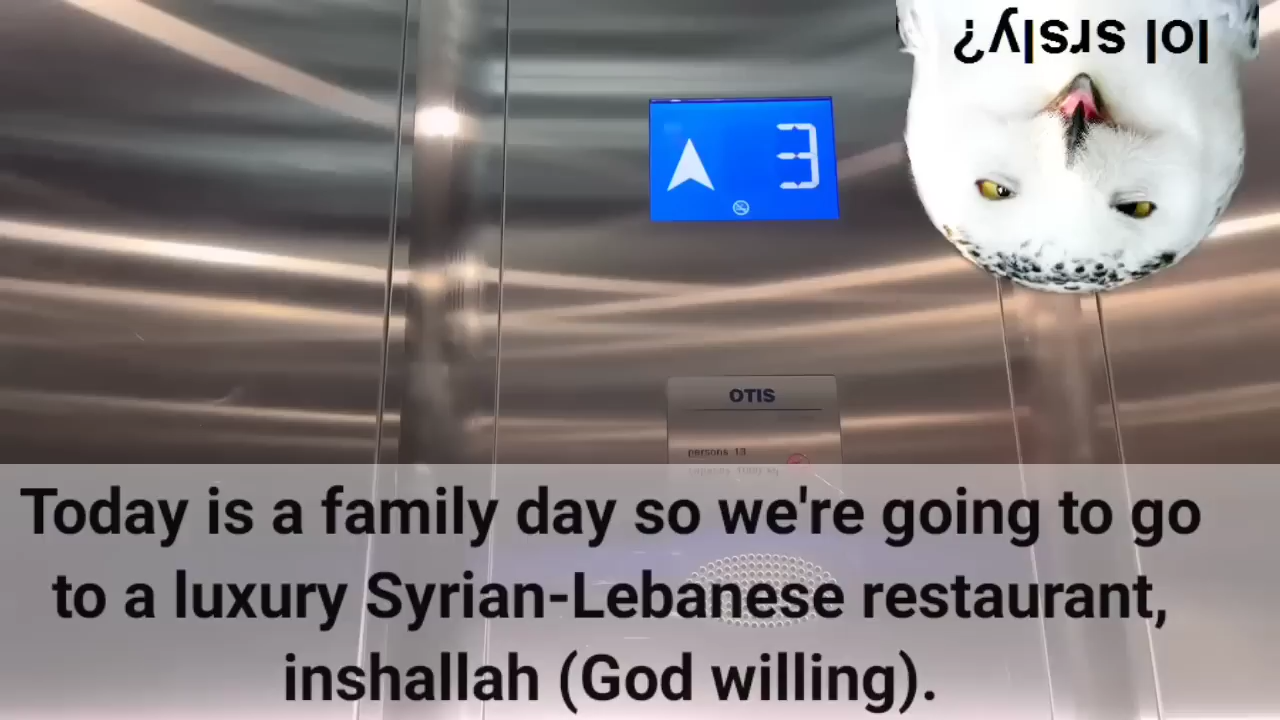 lol srsly?
3
OTIS
persons 13
Today is a family day so we're going to go
to a luxury Syrian-Lebanese restaurant,
inshallah (God willing).